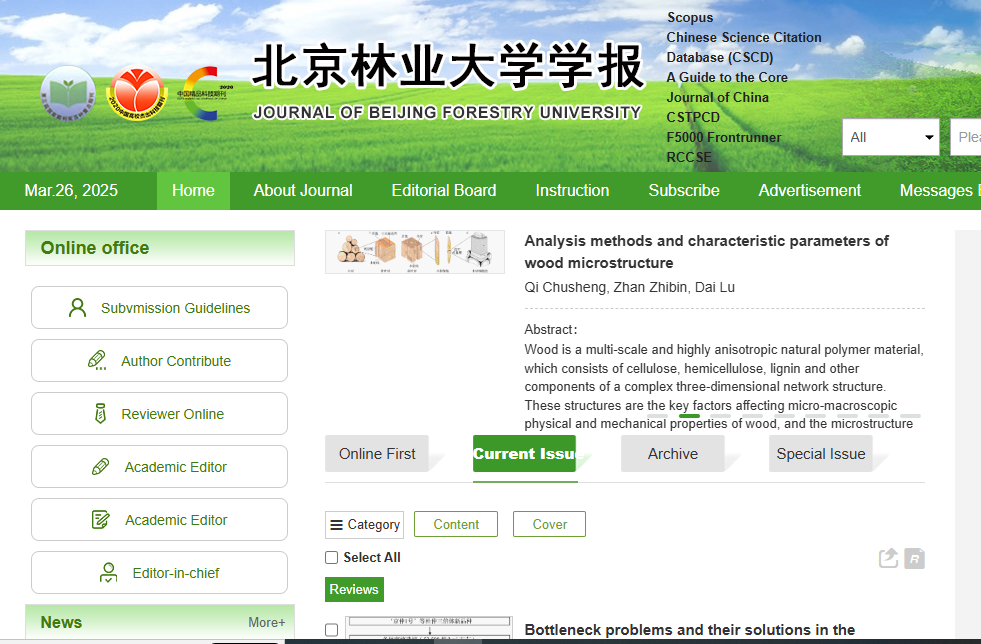 北京林业大学学报
JOURNAL OF BEIJING FORESTRY UNIVERSITY
Scopus
Chinese Science Citation
Database (CSCD)
A Guide to the Core
Journal of China
CSTPCD
F5000 Frontrunner
RCCSE
All
Plea
Mar.26, 2025
Home
About Journal
Editorial Board
Instruction
Subscribe
Advertisement
Messages
Online office
Subvmission Guidelines
Author Contribute
Reviewer Online
Academic Editor
Academic Editor
Editor-in-chief
News
More+
Analysis methods and characteristic parameters of
wood microstructure
Qi Chusheng, Zhan Zhibin, Dai Lu
Abstract：
Wood is a multi-scale and highly anisotropic natural polymer material,
which consists of cellulose, hemicellulose, lignin and other
components of a complex three-dimensional network structure.
These structures are the key factors affecting micro-macroscopic
physical and mechanical properties of wood, and the microstructure
Online First
Current Issu
Archive
Special Issue
Category
Content
Cover
Select All
R
Reviews
Bottleneck problems and their solutions in the